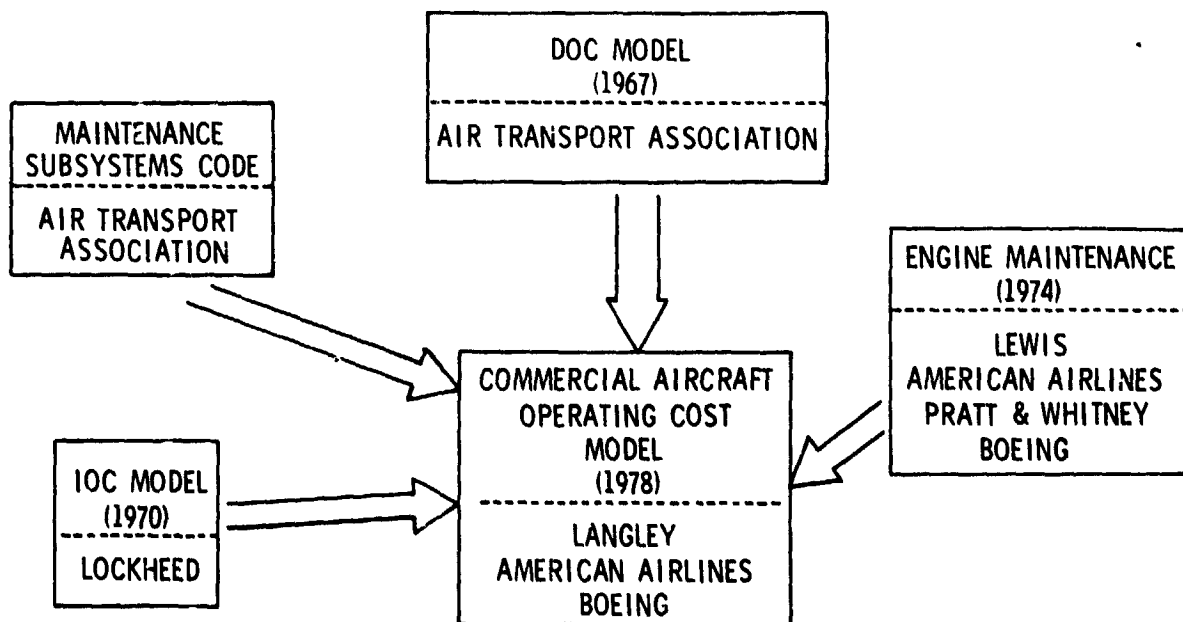 DOC MODEL
(1967)
AIR TRANSPORT ASSOCIATION
MAINTENANCE
SUBSYSTEMS CODE
AIR TRANSPORT
ASSOCIATION
ENGINE MAINTENANCE
(1974)
LEWIS
AMERICAN AIRLINES
PRATT & WHITNEY
BOEING
COMMERCIAL AIRCRAFT
OPERATING COST
MODEL
(1978)
LANGLEY
AMERICAN AIRLINES
BOEING
IOC MODEL
(1970)
LOCKHEED